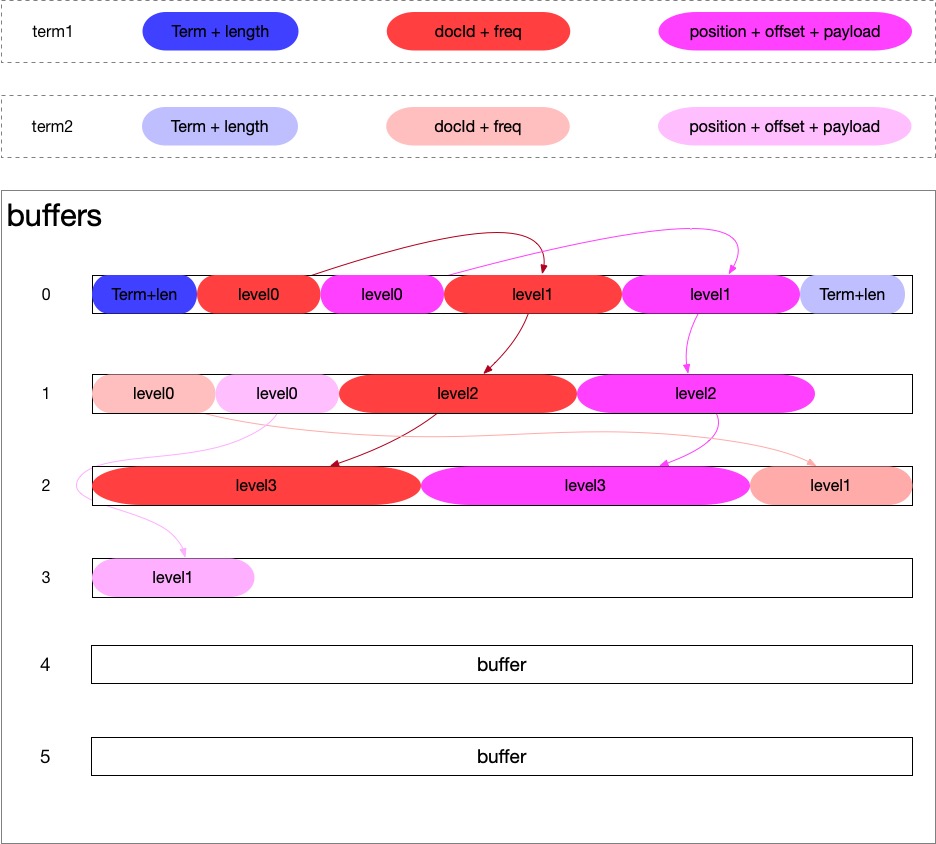 term1 Term + length docId + freq position + offset + payload
term2 Term + length docId + freq position + offset + payload
buffers
0 Term+len level0 level0 level1 level1 Term+len
1 level0 level0 level2 level2
2 level3 level3 level1
3 level1
4 buffer
5 buffer